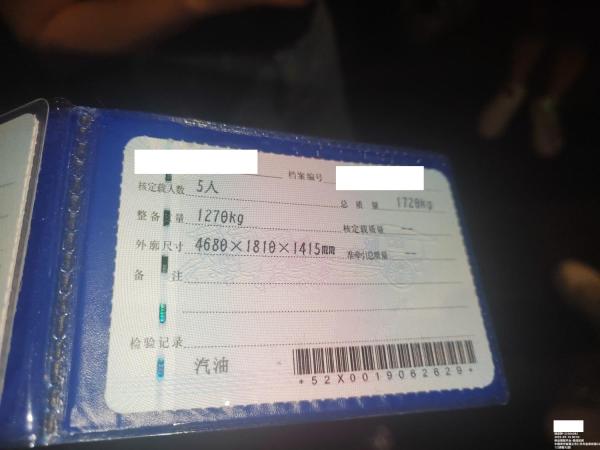 档案编号
核定载人数 5人
总质量 1720kg
整备质量 1270kg
核定载质量 --
外廓尺寸 4680×1810×1415mm
准牵引总质量 --
备注
检验记录
汽油
*52X0019062629*